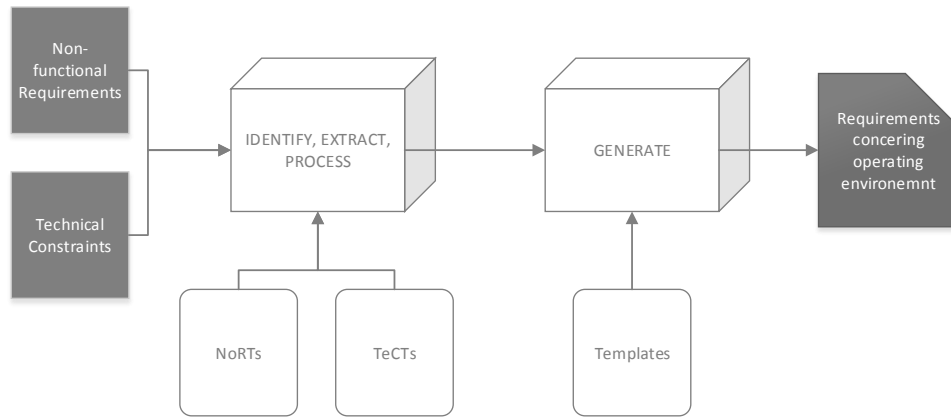 Non-
functional
Requirements
Technical
Constraints
IDENTIFY, EXTRACT,
PROCESS
NoRTs
TeCTs
GENERATE
Templates
Requirements
concering
operating
environemnt